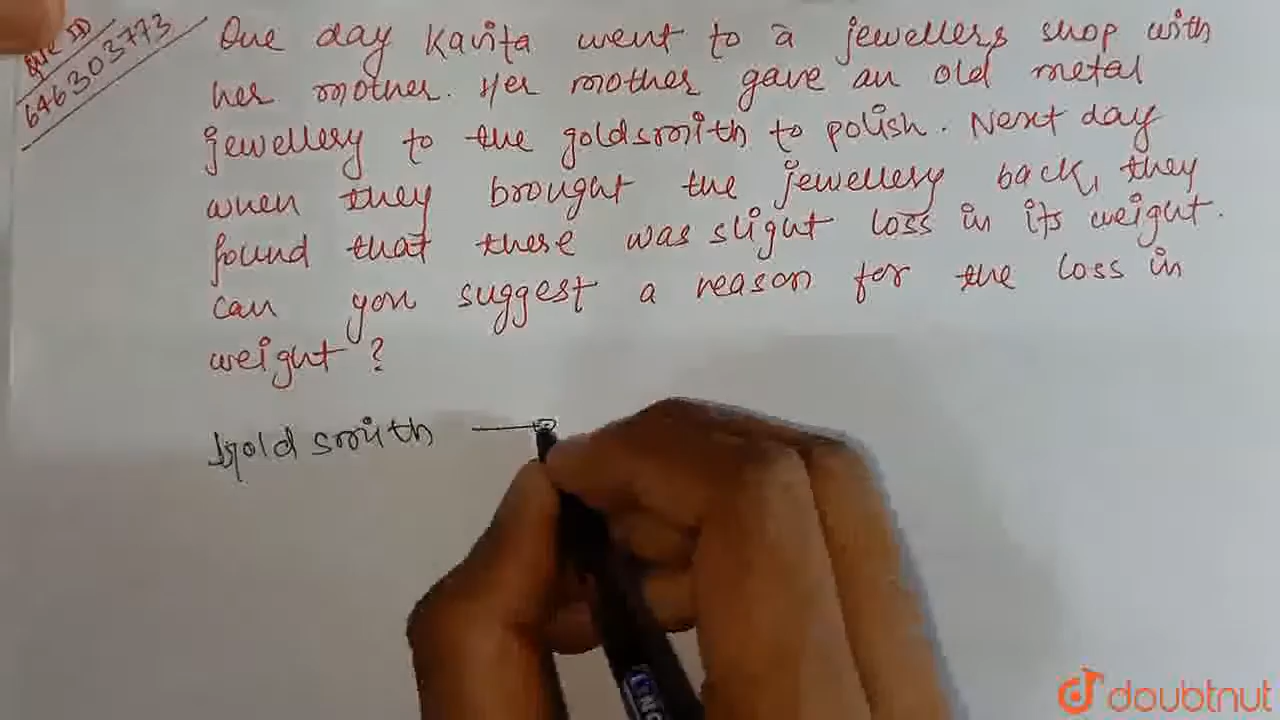 Que ID
646303773
One day Kavita went to a jewellers shop with
her mother. Her mother gave an old metal
jewellery to the goldsmith to polish. Next day
when they brought the jewellery back, they
found that there was slight loss in its weight.
can you suggest a reason for the loss in
weight ?
gold smith
doubtnut